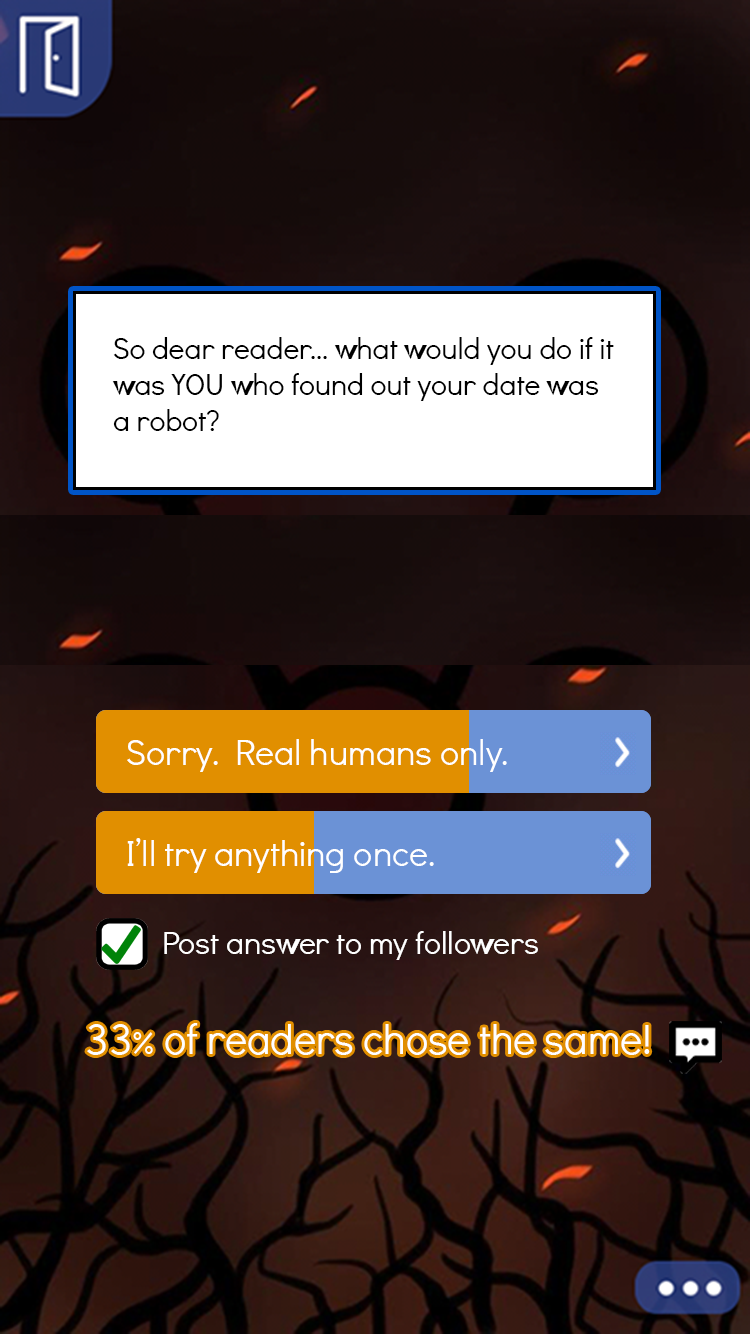 So dear reader... what would you do if it
was YOU who found out your date was
a robot?
Sorry.  Real humans only.
I'll try anything once.
Post answer to my followers
33% of readers chose the same!